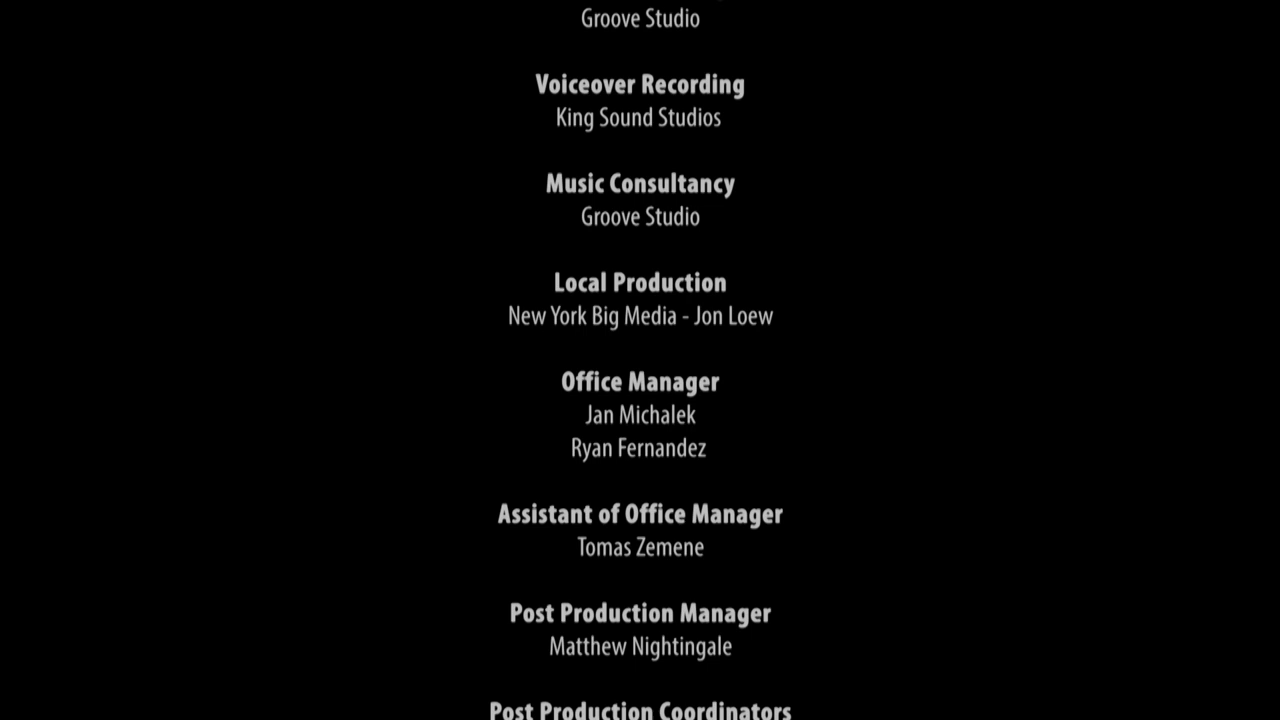 Groove Studio
Voiceover Recording
King Sound Studios
Music Consultancy
Groove Studio
Local Production
New York Big Media - Jon Loew
Office Manager
Jan Michalek
Ryan Fernandez
Assistant of Office Manager
Tomas Zemene
Post Production Manager
Matthew Nightingale
Post Production Coordinators